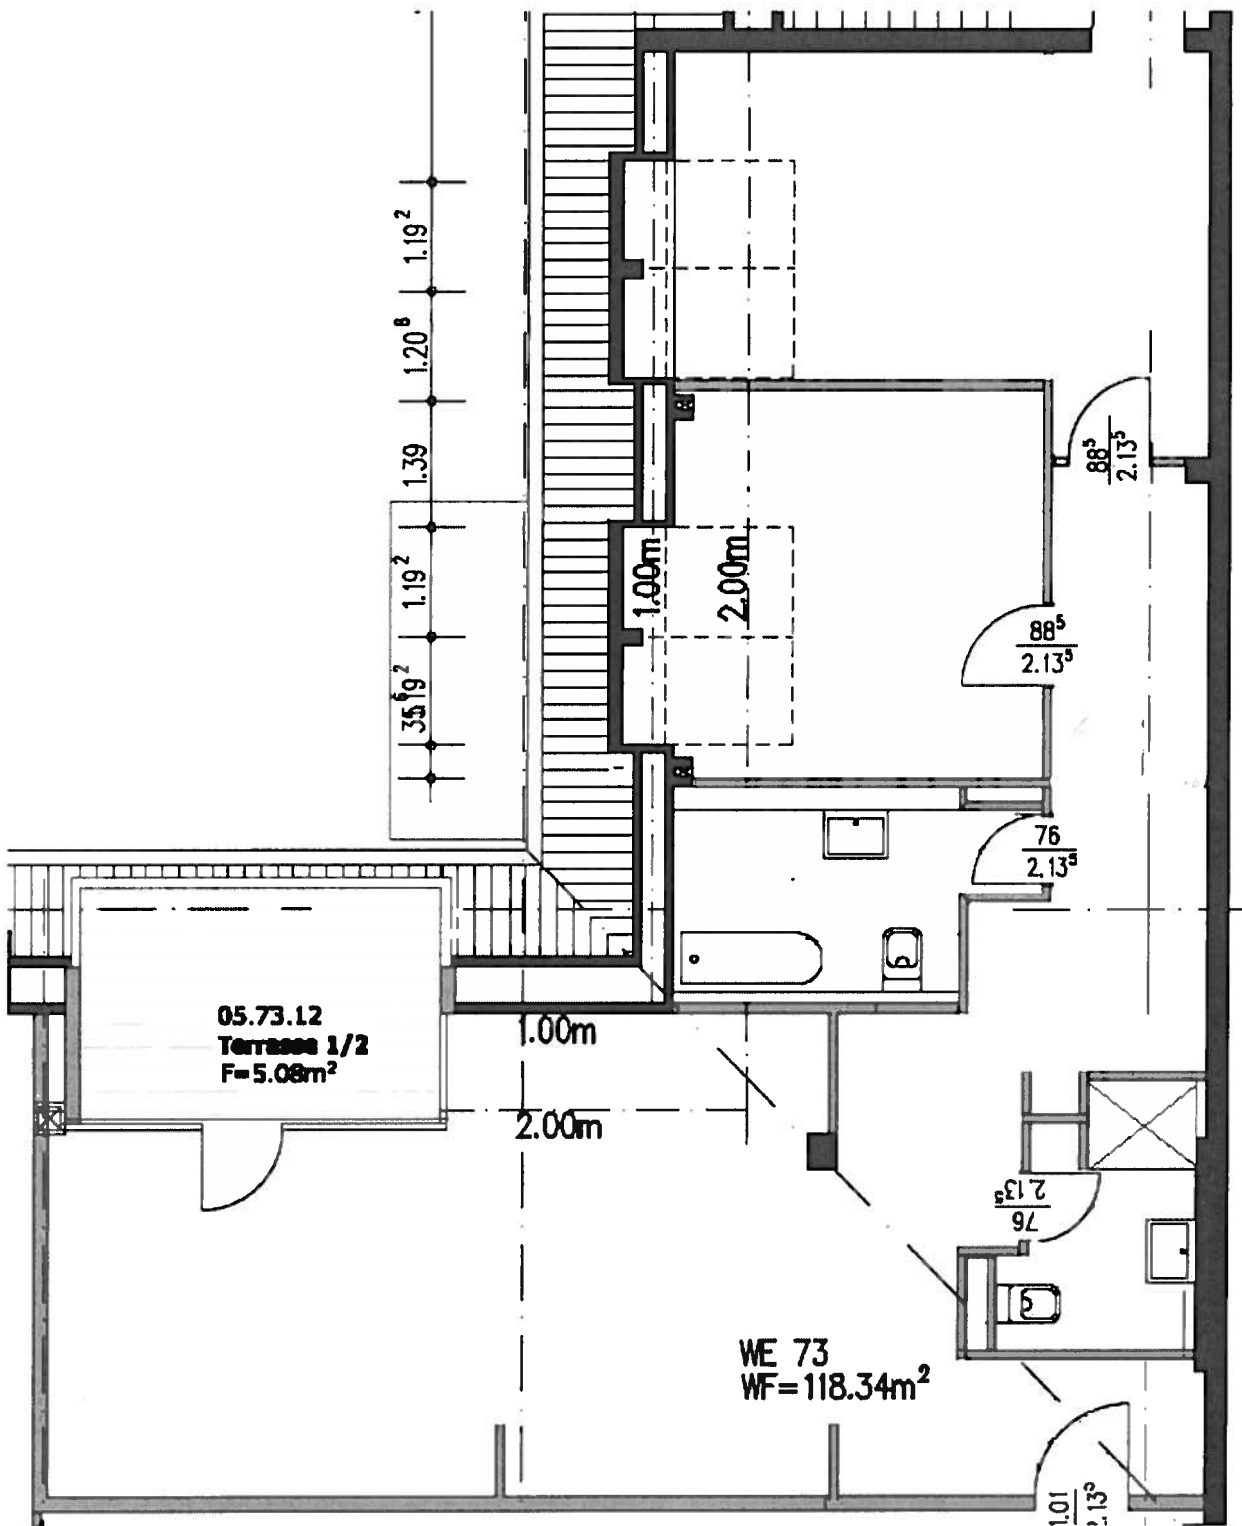 1.19²
1.20⁸
1.39
1.19²
19²
1.00m
2.00m
88⁵
2.13⁵
88⁵
2.13⁵
76
2.13⁵
05.73.12
Terrasse 1/2
F=5.08m²
1.00m
2.00m
76
2.13⁵
WE 73
WF=118.34m²
1.01
2.13⁵